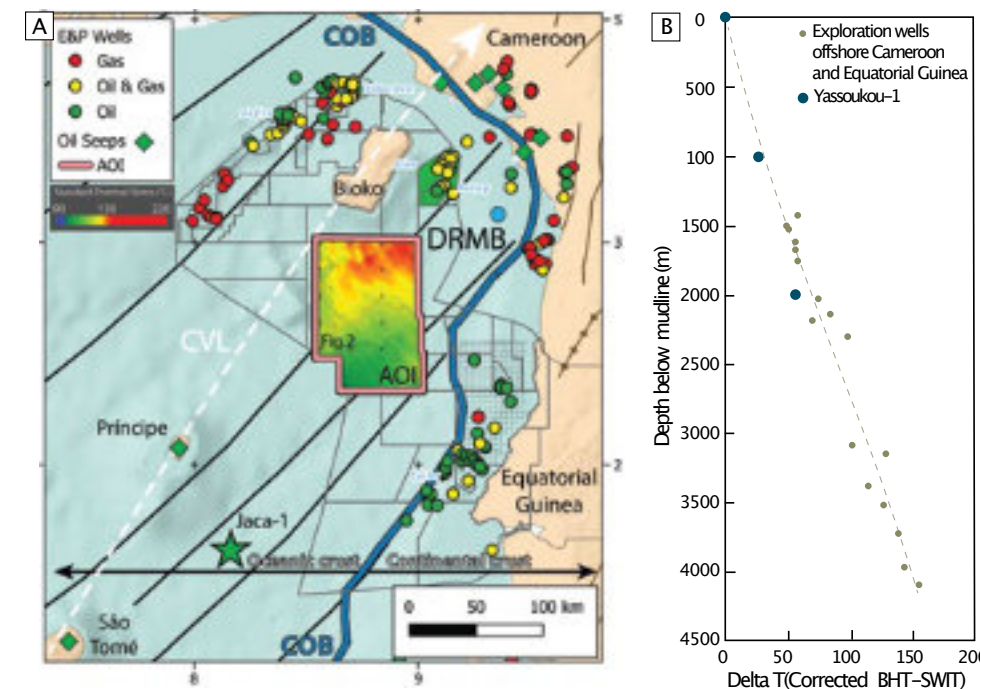 A
E&P Wells
Gas
Oil & Gas
Oil
Oil Seeps
AOI
COB
Cameroon
5
Bioko
DRMB
3
CVL
Fig.2
AOI
Príncipe
2
Equatorial
Guinea
Jaca-1
Oceanic crust
Continental crust
0 50 100 km
São
Tomé
COB
8 9
B
Exploration wells
offshore Cameroon
and Equatorial Guinea
Yassoukou-1
Depth below mudline (m)
0
500
100
1500
2000
2500
3000
3500
4000
4500
0 50 100 150 20
Delta T(Corrected BHT-SWIT)